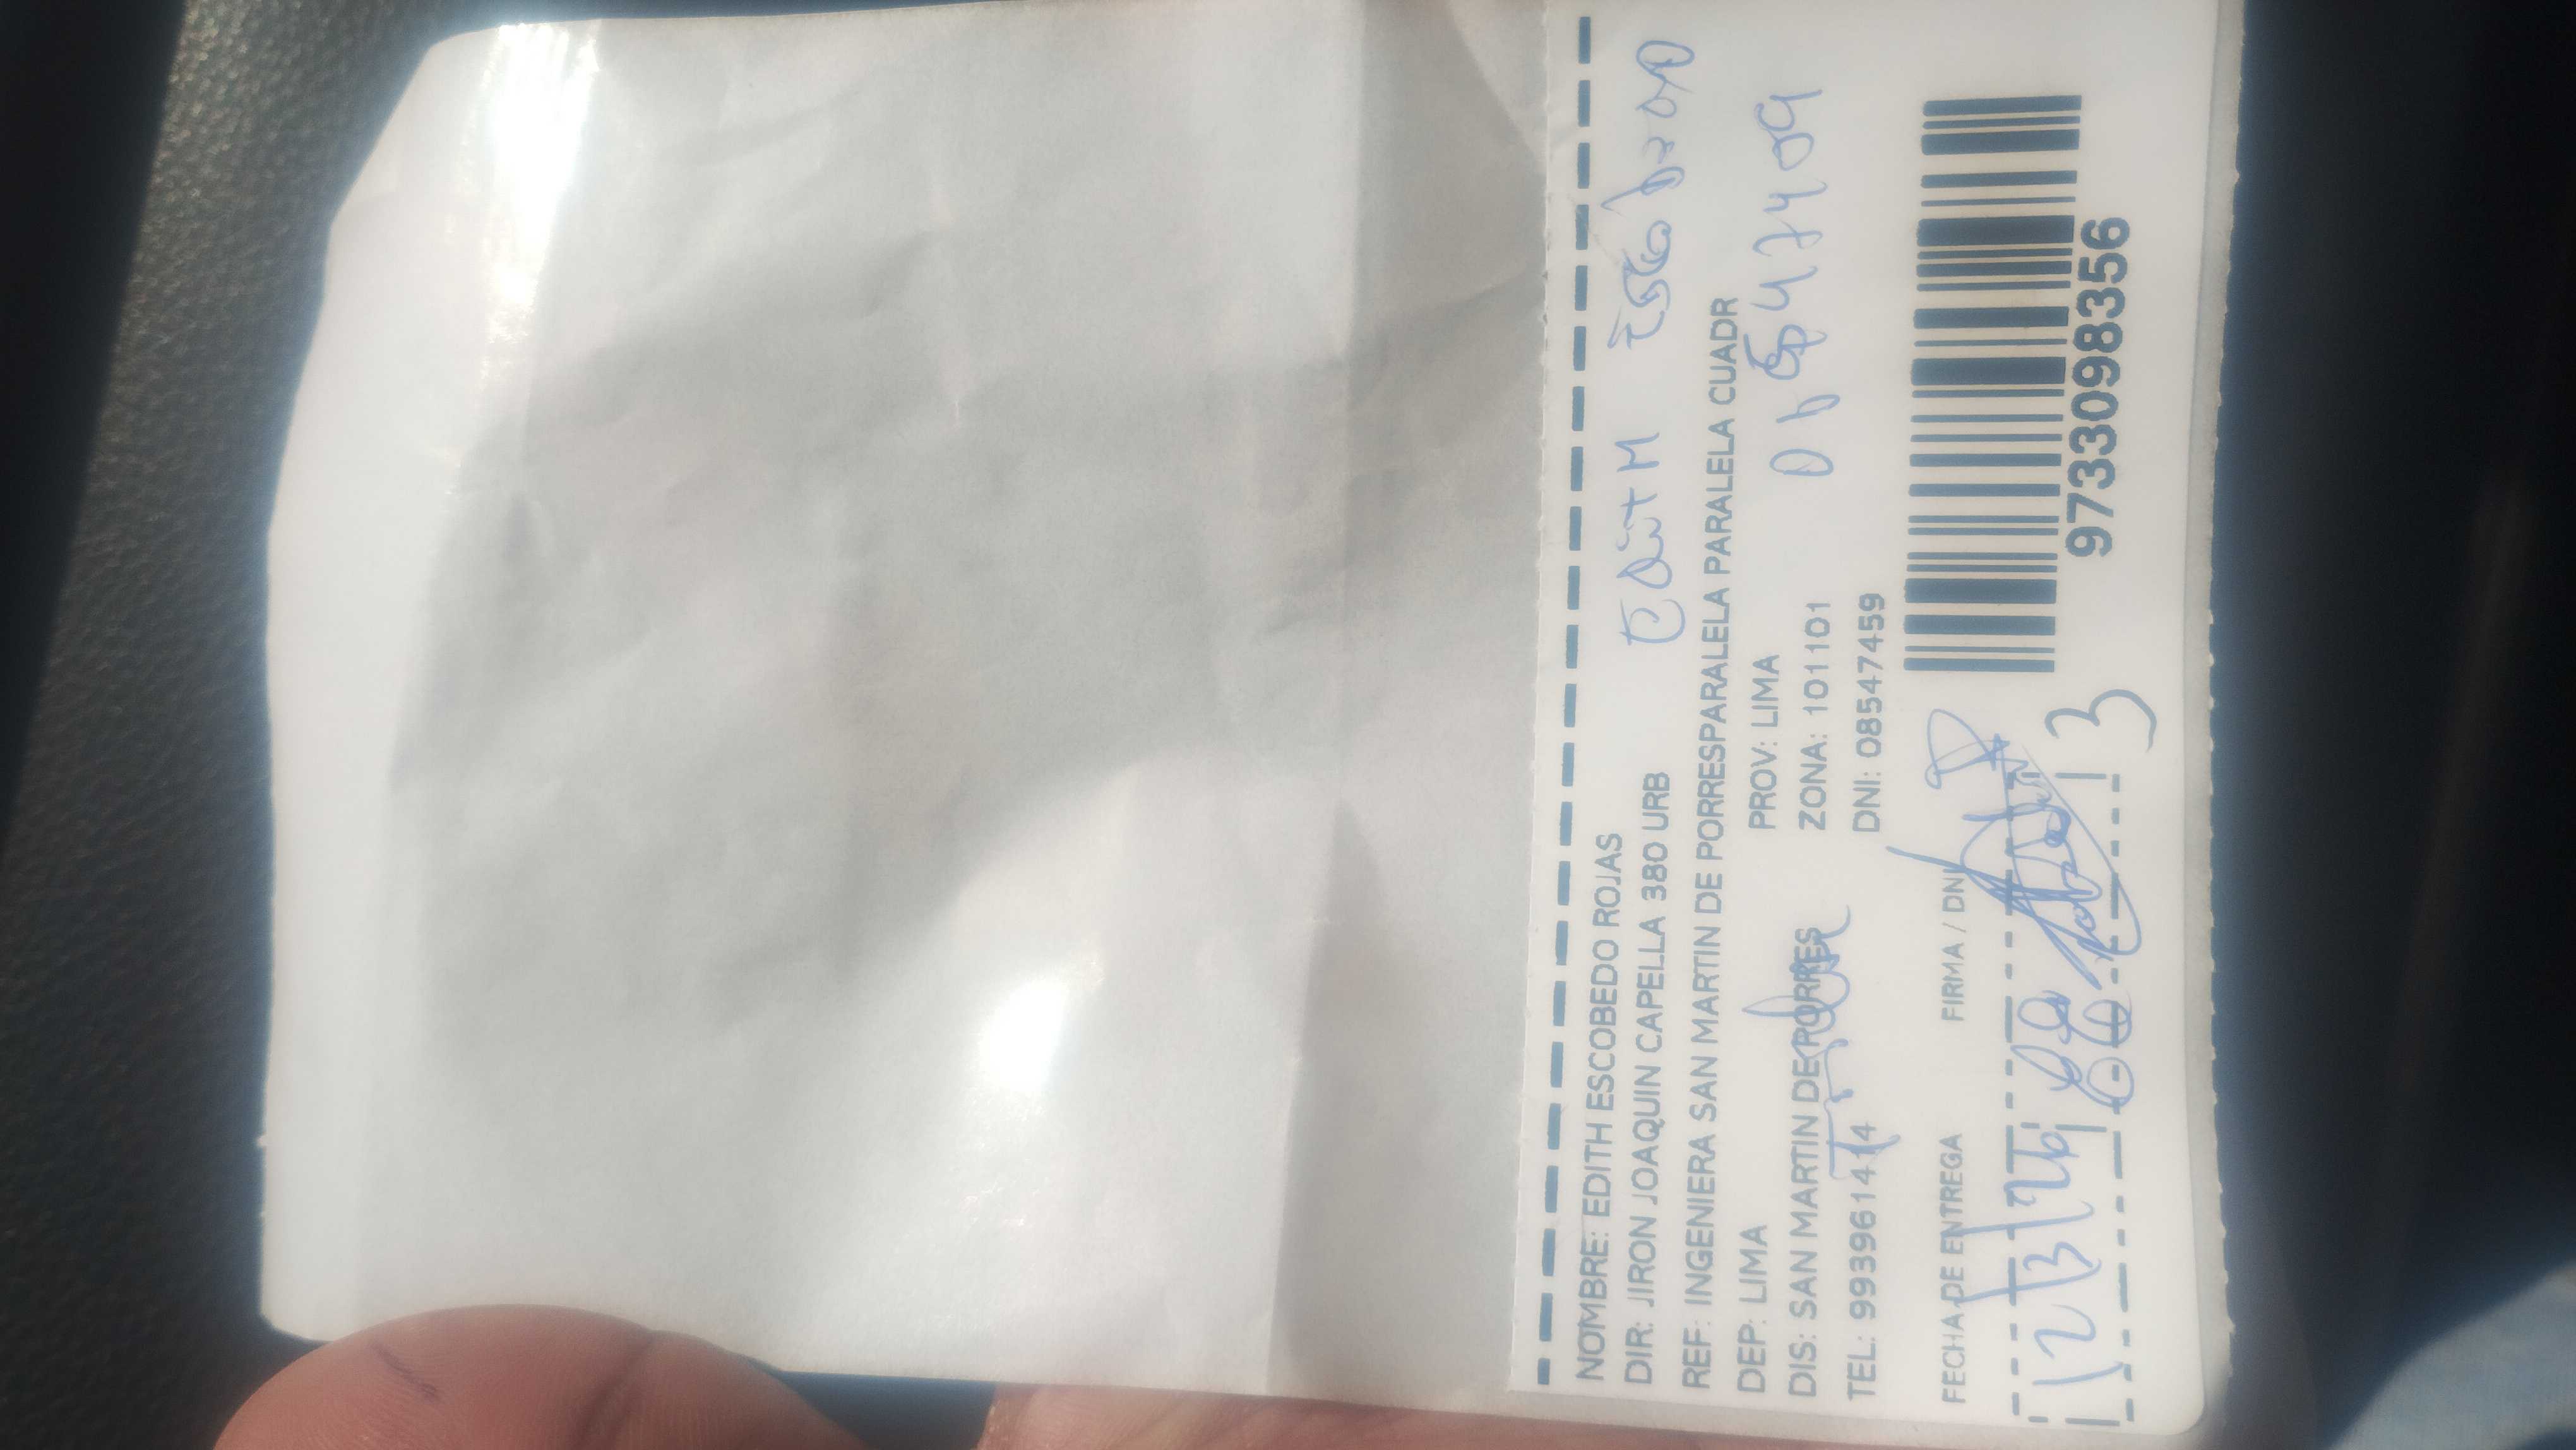 NOMBRE: EDITH ESCOBEDO ROJAS
DIR: JIRON JOAQUIN CAPELLA 380 URB
Edith Escobedo
REF: INGENIERA SAN MARTIN DE PORRESPARALELA PARALELA CUADR
DEP: LIMA PROV: LIMA
DIS: SAN MARTIN DE PORRES ZONA: 101101
TEL: 993961414 DNI: 08547459
FECHA DE ENTREGA FIRMA / DNI
3
9733098356